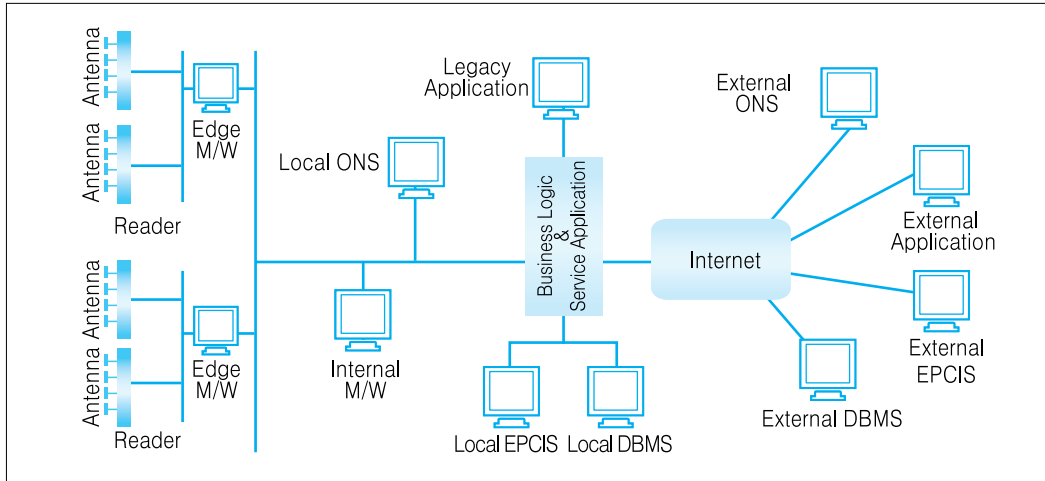 Antenna
Antenna
Reader
Edge
M/W
Antenna
Antenna
Reader
Edge
M/W
Local ONS
Internal
M/W
Legacy
Application
Business Logic
&
Service Application
Local EPCIS
Local DBMS
Internet
External
ONS
External
Application
External
EPCIS
External DBMS